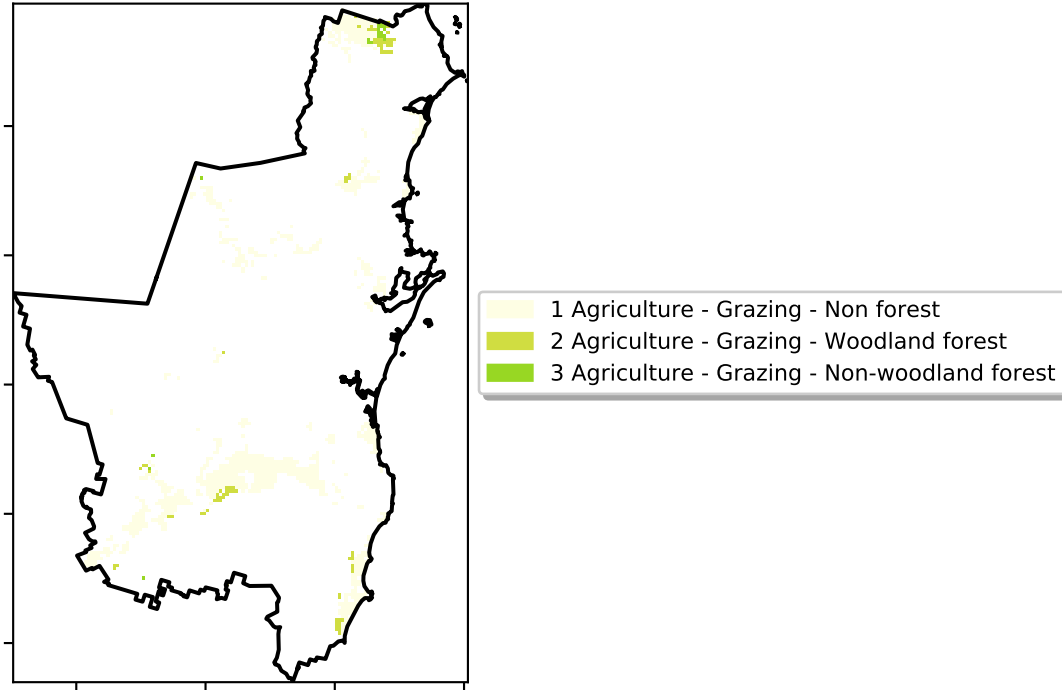 1 Agriculture - Grazing - Non forest
2 Agriculture - Grazing - Woodland forest
3 Agriculture - Grazing - Non-woodland forest